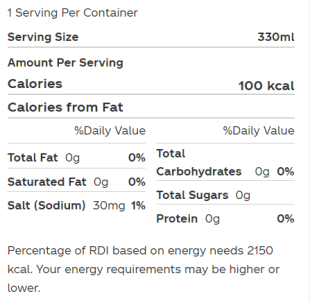 1 Serving Per Container
Serving Size 330ml
Amount Per Serving
Calories 100 kcal
Calories from Fat
%Daily Value
Total Fat 0g 0%
Saturated Fat 0g 0%
Salt (Sodium) 30mg 1%
%Daily Value
Total
Carbohydrates 0g 0%
Total Sugars 0g
Protein 0g 0%
Percentage of RDI based on energy needs 2150
kcal. Your energy requirements may be higher or
lower.